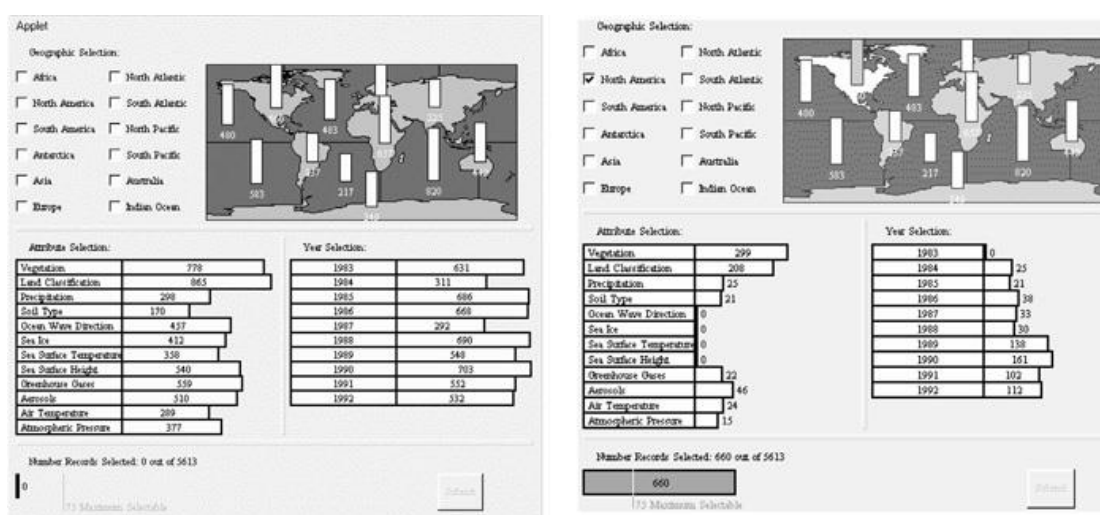 Applet
Geographic Selection:
Africa North Atlantic
North America South Atlantic
South America North Pacific
Antarctica South Pacific
Asia Australia
Europe Indian Ocean
480
483
583
217
820
Attribute Selection:
Vegetation 778
Land Classification 865
Precipitation 298
Soil Type 170
Ocean Wave Direction 457
Sea Ice 412
Sea Surface Temperature 358
Sea Surface Height 540
Greenhouse Gases 559
Aerosols 510
Air Temperature 289
Atmospheric Pressure 377
Year Selection:
1983 631
1984 311
1985 686
1986 668
1987 292
1988 690
1989 548
1990 703
1991 552
1992 532
Number Records Selected: 0 out of 5613
0
75 Maximum Selectable
Submit
Geographic Selection:
Africa North Atlantic
North America South Atlantic
South America North Pacific
Antarctica South Pacific
Asia Australia
Europe Indian Ocean
480
483
583
217
820
Attribute Selection:
Vegetation 299
Land Classification 208
Precipitation 25
Soil Type 21
Ocean Wave Direction 0
Sea Ice 0
Sea Surface Temperature 0
Sea Surface Height 0
Greenhouse Gases 22
Aerosols 46
Air Temperature 24
Atmospheric Pressure 15
Year Selection:
1983 0
1984 25
1985 21
1986 38
1987 33
1988 30
1989 138
1990 161
1991 102
1992 112
Number Records Selected: 660 out of 5613
660
75 Maximum Selectable
Submit